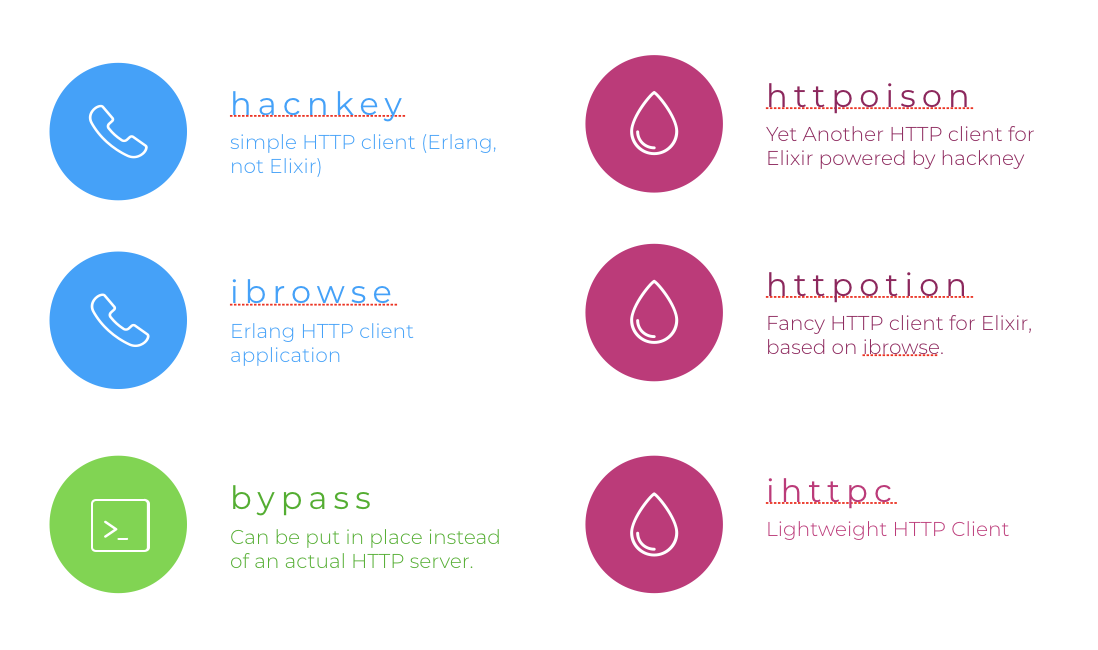 hacnkey
simple HTTP client (Erlang,
not Elixir)
httpoison
Yet Another HTTP client for
Elixir powered by hackney
ibrowse
Erlang HTTP client
application
httpotion
Fancy HTTP client for Elixir,
based on ibrowse.
bypass
Can be put in place instead
of an actual HTTP server.
ihttpc
Lightweight HTTP Client
>_